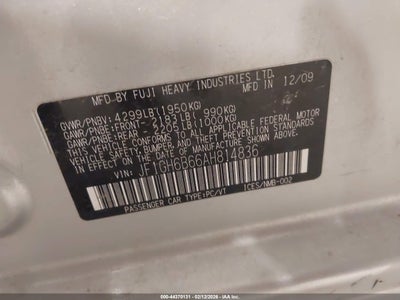 MFD BY FUJI HEAVY INDUSTRIES LTD. 12/09
GVWR/PNBV: 4299LB(1950KG)
GAWR/PNBE-FRONT- 2183LB( 990KG)
GAWR/PNBE-REAR - 2205LB(1000KG)
THIS VEHICLE CONFORMS TO ALL APPLICABLE FEDERAL MOTOR
VEHICLE SAFETY, BUMPER, AND THEFT PREVENTION STANDARDS
IN EFFECT ON THE DATE OF MANUFACTURE SHOWN ABOVE.
VIN: JF1GH6B66AH814836
PASSENGER CAR TYPE:PC/VT ICES/NMB-002
000-44370131 - 02/12/2026 - IAA Inc.